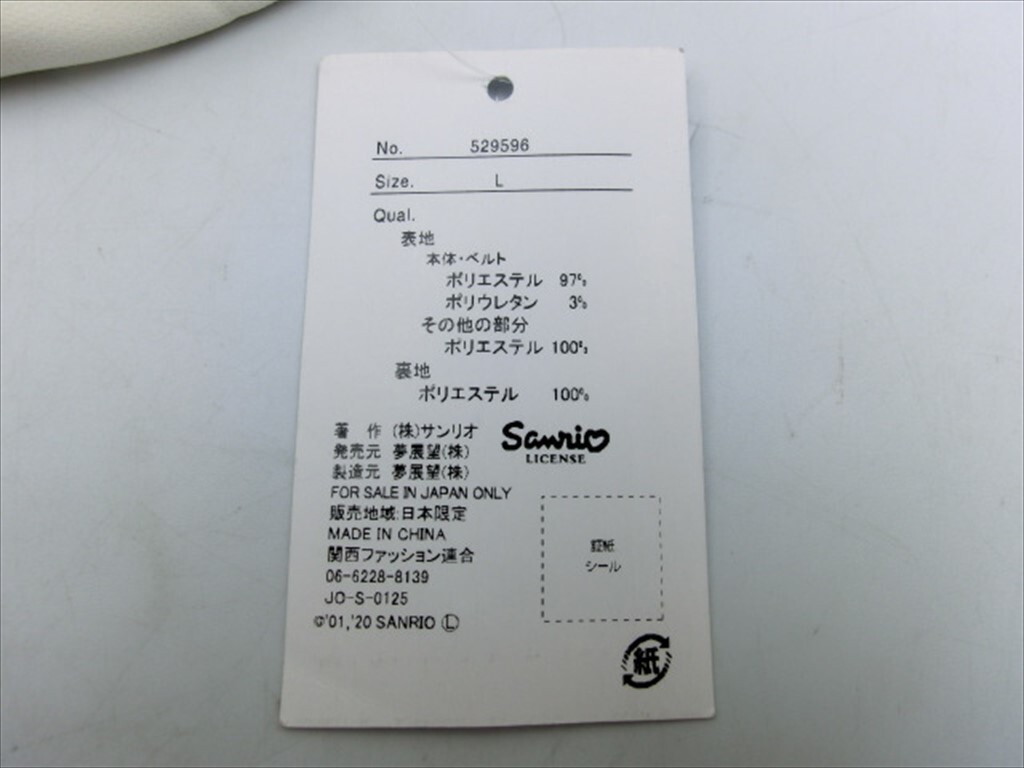 No. 529596
Size. L
Qual.
表地
本体・ベルト
ポリエステル 97%
ポリウレタン 3%
その他の部分
ポリエステル 100%
裏地
ポリエステル 100%
著 作 (株)サンリオ
発売元 夢展望(株)
製造元 夢展望(株)
Sanrio
LICENSE
FOR SALE IN JAPAN ONLY
販売地域:日本限定
MADE IN CHINA
関西ファッション連合
06-6228-8139
JO-S-0125
©'01,'20 SANRIO Ⓛ
証紙
シール
紙